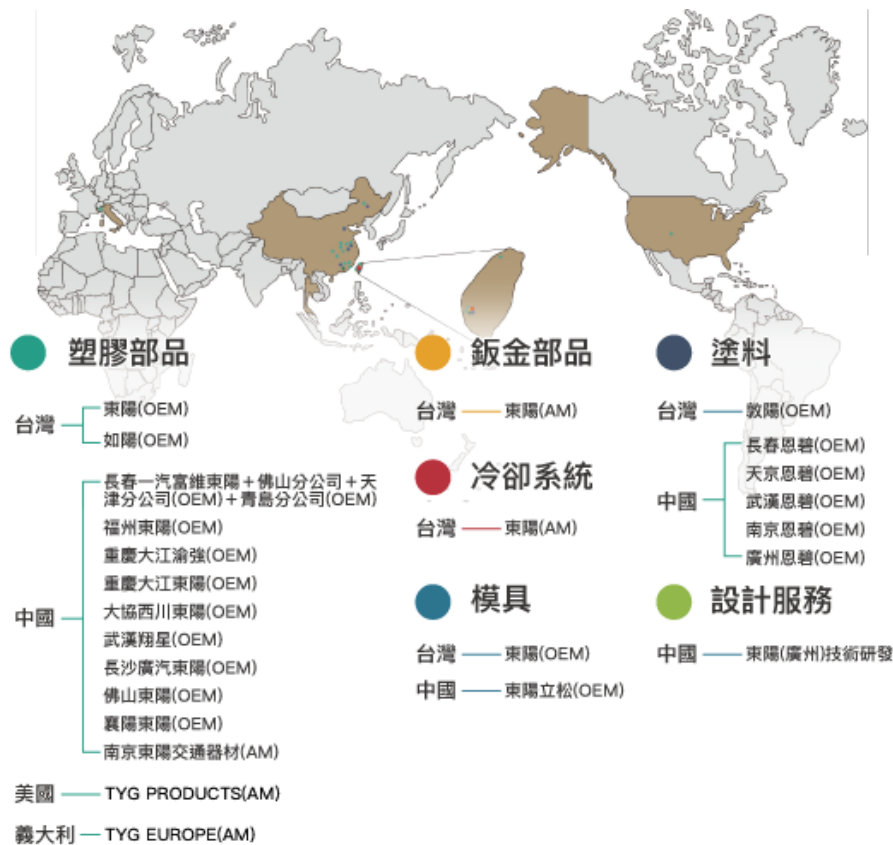 塑膠部品
台灣
東陽(OEM)
如陽(OEM)
中國
長春一汽富維東陽＋佛山分公司＋天
津分公司(OEM)＋青島分公司(OEM)
福州東陽(OEM)
重慶大江渝強(OEM)
重慶大江東陽(OEM)
大協西川東陽(OEM)
武漢翔星(OEM)
長沙廣汽東陽(OEM)
佛山東陽(OEM)
襄陽東陽(OEM)
南京東陽交通器材(AM)
美國
TYG PRODUCTS(AM)
義大利
TYG EUROPE(AM)
鈑金部品
台灣
東陽(AM)
冷卻系統
台灣
東陽(AM)
模具
台灣
東陽(OEM)
中國
東陽立松(OEM)
塗料
台灣
敦陽(OEM)
中國
長春恩碧(OEM)
天京恩碧(OEM)
武漢恩碧(OEM)
南京恩碧(OEM)
廣州恩碧(OEM)
設計服務
中國
東陽(廣州)技術研發